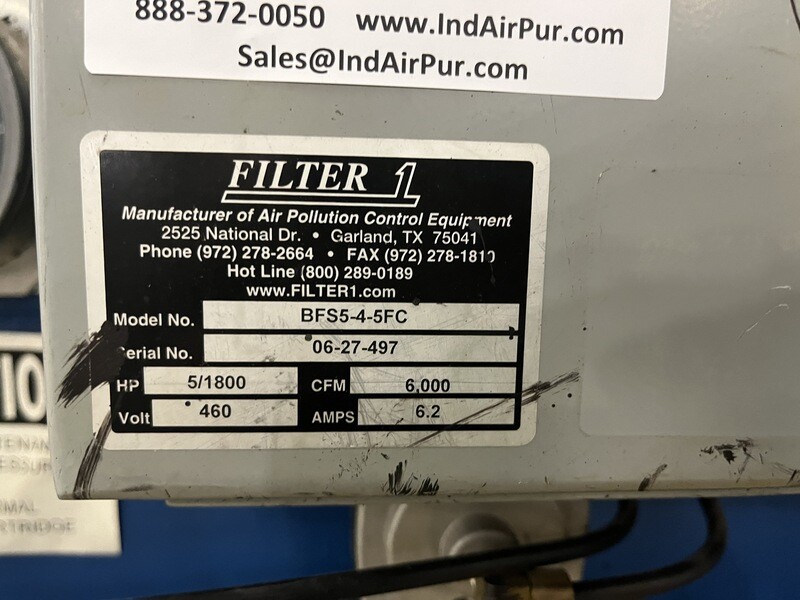 888-372-0050 www.IndAirPur.com
Sales@IndAirPur.com
FILTER 1
Manufacturer of Air Pollution Control Equipment
2525 National Dr. • Garland, TX 75041
Phone (972) 278-2664 • FAX (972) 278-1810
Hot Line (800) 289-0189
www.FILTER1.com
Model No. BFS5-4-5FC
Serial No. 06-27-497
HP 5/1800 CFM 6,000
Volt 460 AMPS 6.2